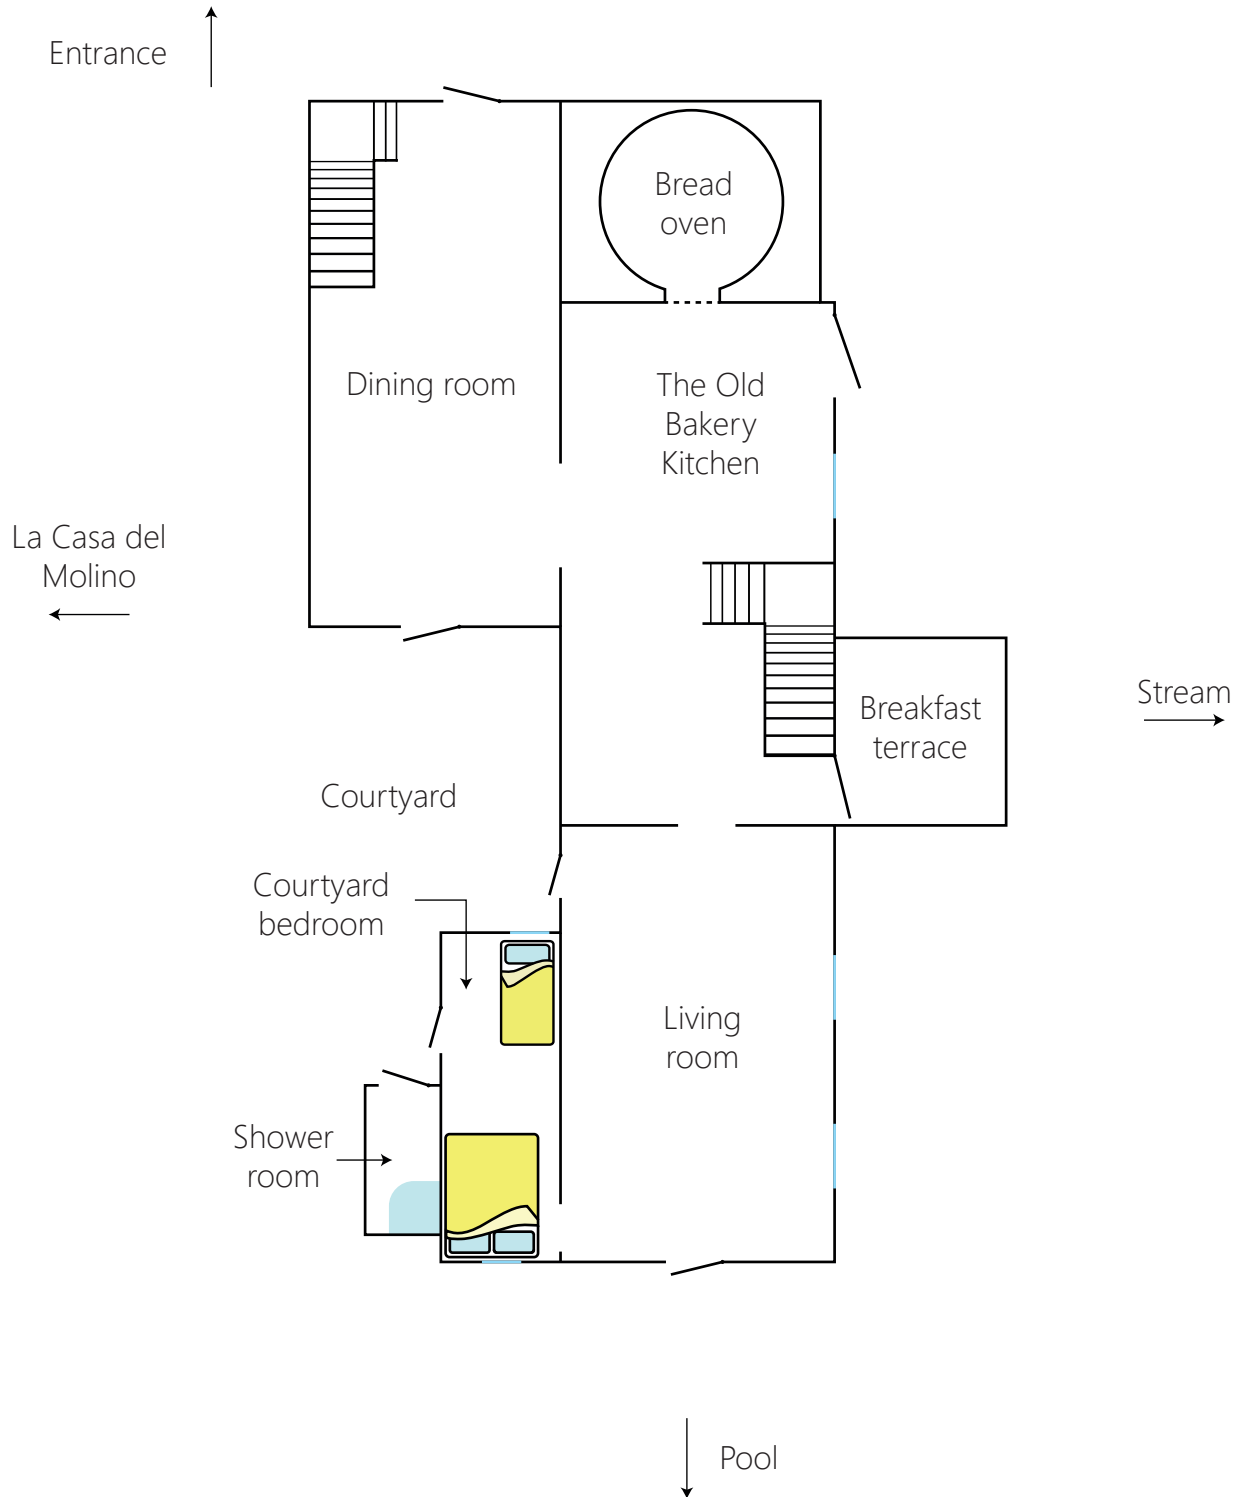 Entrance
Bread
oven
Dining room
The Old
Bakery
Kitchen
La Casa del
Molino
Stream
Breakfast
terrace
Courtyard
Courtyard
bedroom
Living
room
Shower
room
Pool